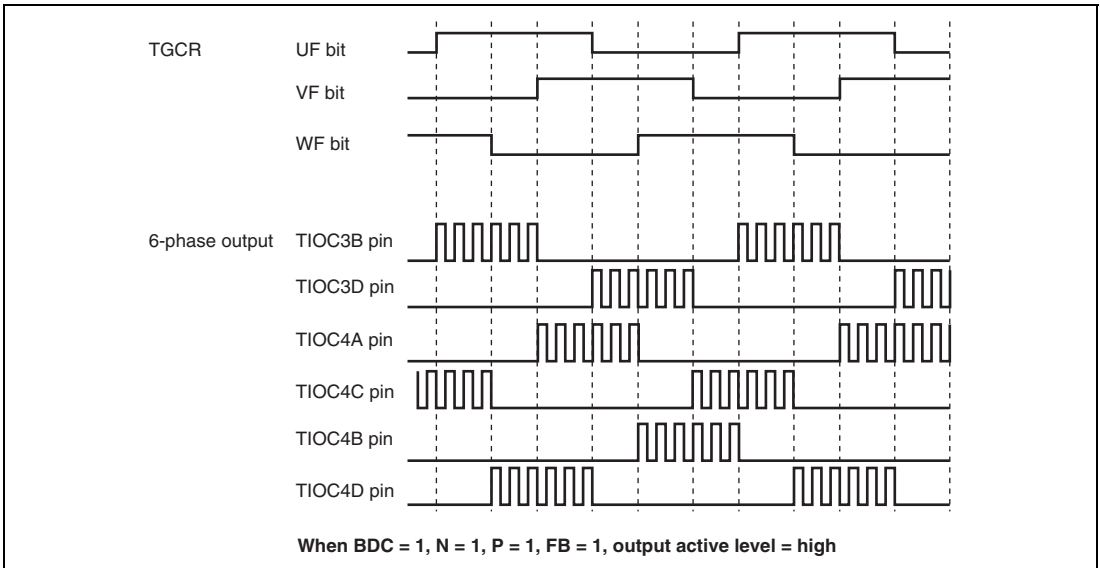 TGCR UF bit
VF bit
WF bit
6-phase output TIOC3B pin
TIOC3D pin
TIOC4A pin
TIOC4C pin
TIOC4B pin
TIOC4D pin
When BDC = 1, N = 1, P = 1, FB = 1, output active level = high